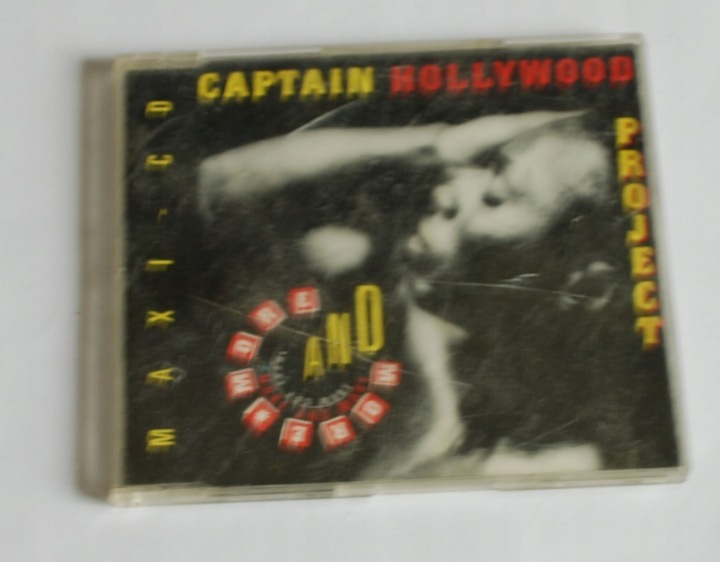 CAPTAIN HOLLYWOOD
PROJECT
MAXI-CD
MORE
AND
MORE